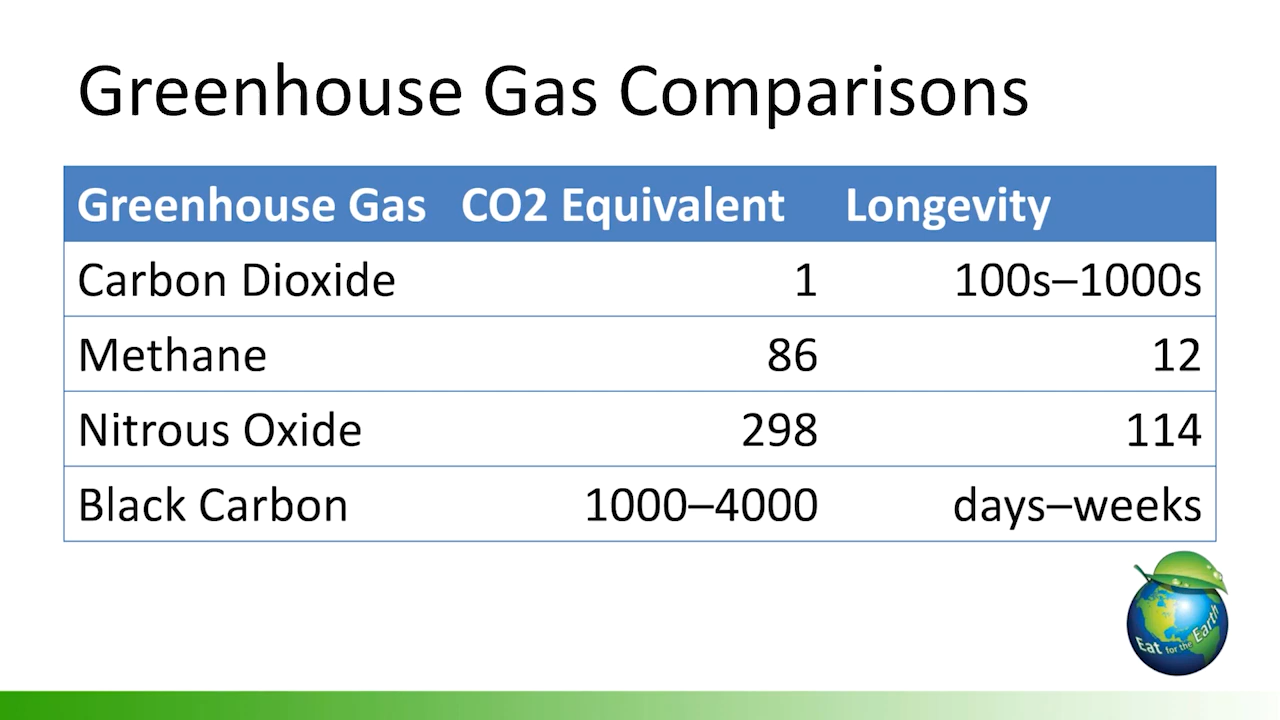 Greenhouse Gas Comparisons
Greenhouse Gas CO2 Equivalent Longevity
Carbon Dioxide 1 100s–1000s
Methane 86 12
Nitrous Oxide 298 114
Black Carbon 1000–4000 days–weeks
Eat for the Earth